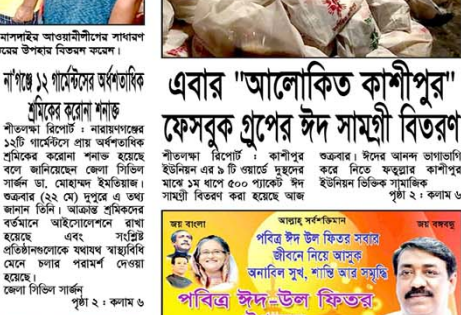 মাসদাইর আওয়ামীলীগের সাধারণ
উপহার বিতরন করেন।
না'গঞ্জে ১২ গার্মেন্টসের অর্ধশতাধিক
শ্রমিকের করোনা শনাক্ত
শীতলক্ষা রিপোর্ট : নারায়ণগঞ্জের
১২টি গার্মেন্টসে প্রায় অর্ধশতাধিক
শ্রমিকের করোনা শনাক্ত হয়েছে
বলে জানিয়েছেন জেলা সিভিল
সার্জন ডা. মোহাম্মদ ইমতিয়াজ।
শুক্রবার (২২ মে) দুপুরে এ তথ্য
জানান তিনি। আক্রান্ত শ্রমিকদের
বর্তমানে আইসোলেশনে রাখা
হয়েছে এবং সংশ্লিষ্ট
প্রতিষ্ঠানগুলোকে যথাযথ স্বাস্থ্যবিধি
মেনে চলার পরামর্শ দেওয়া
হয়েছে।
জেলা সিভিল সার্জন
পৃষ্ঠা ২ : কলাম ৬
এবার "আলোকিত কাশীপুর"
ফেসবুক গ্রুপের ঈদ সামগ্রী বিতরণ
শীতলক্ষা রিপোর্ট : কাশীপুর
ইউনিয়ন এর ৯ টি ওয়ার্ডে দুস্থদের
মাঝে ১ম ধাপে ৫০০ প্যাকেট ঈদ
সামগ্রী বিতরণ করা হয়েছে আজ
শুক্রবার। ঈদের আনন্দ ভাগাভাগি
করে নিতে ফতুল্লার কাশীপুর
ইউনিয়ন ভিত্তিক সামাজিক
পৃষ্ঠা ২ : কলাম ৬
জয় বাংলা
আল্লাহু সর্বশক্তিমান
জয় বঙ্গবন্ধু
পবিত্র ঈদ উল ফিতর সবার
জীবনে নিয়ে আসুক
অনাবিল সুখ, শান্তি আর সমৃদ্ধি
পবিত্র ঈদ-উল ফিতর